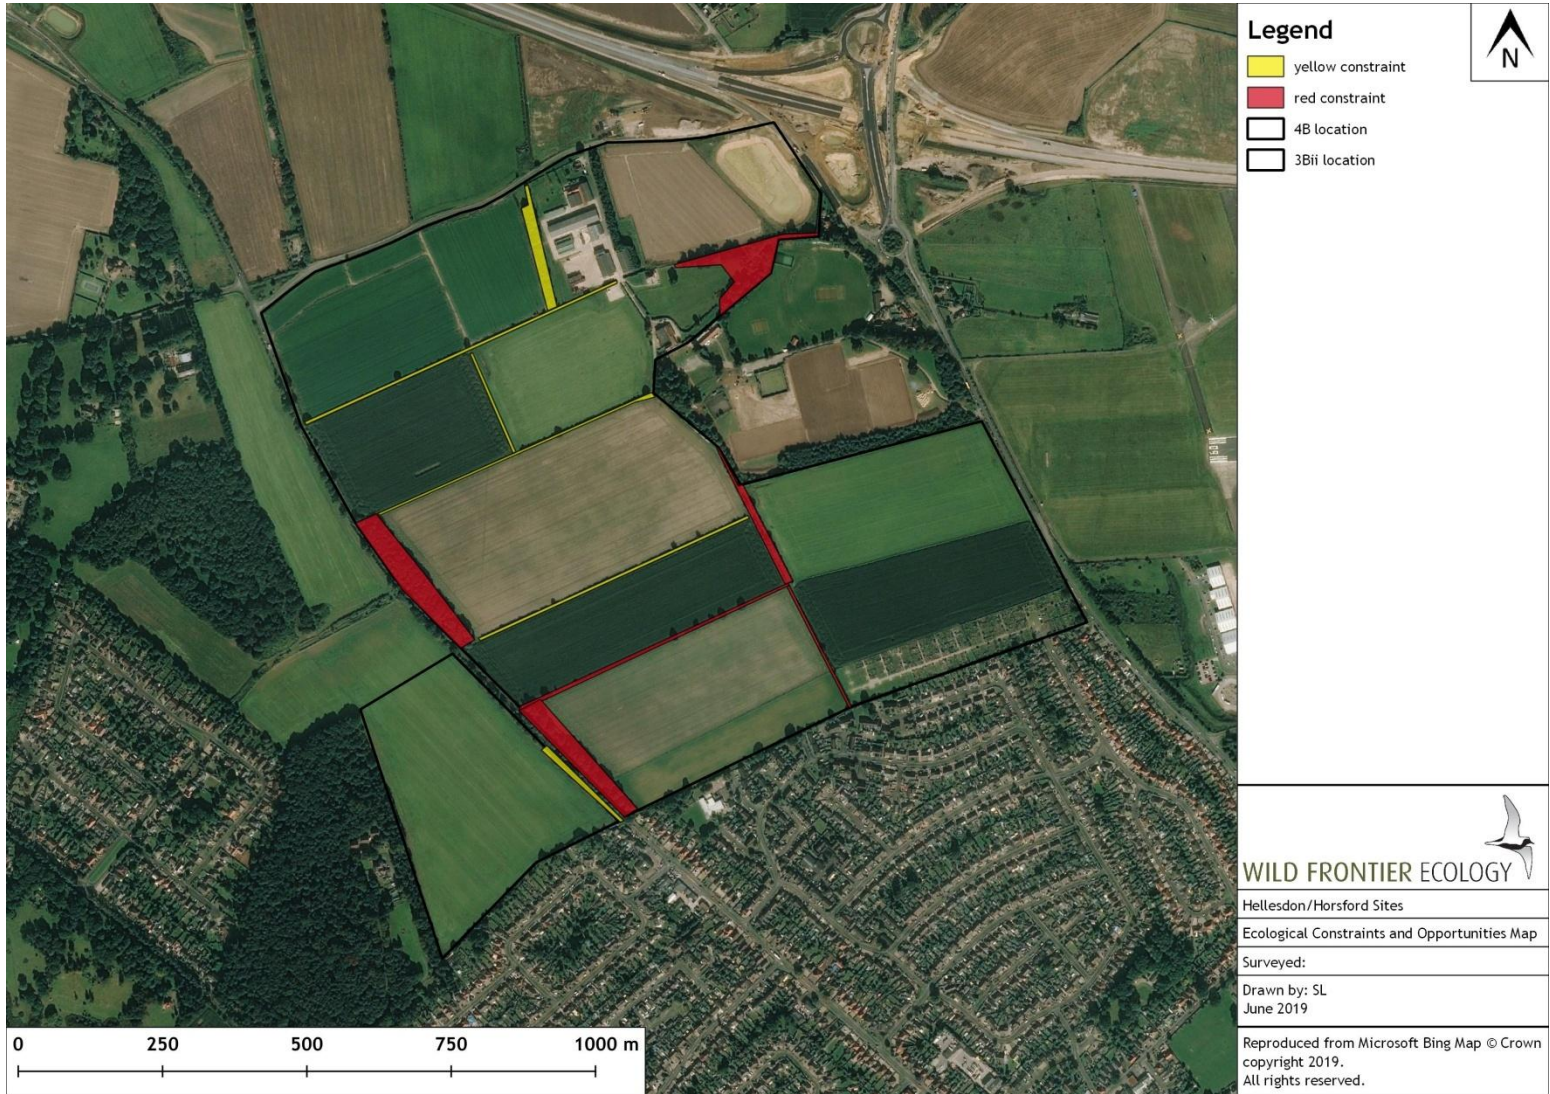 Legend
yellow constraint
red constraint
4B location
3Bii location
N
WILD FRONTIER ECOLOGY
Hellesdon/Horsford Sites
Ecological Constraints and Opportunities Map
Surveyed:
Drawn by: SL
June 2019
Reproduced from Microsoft Bing Map © Crown
copyright 2019.
All rights reserved.
0 250 500 750 1000 m